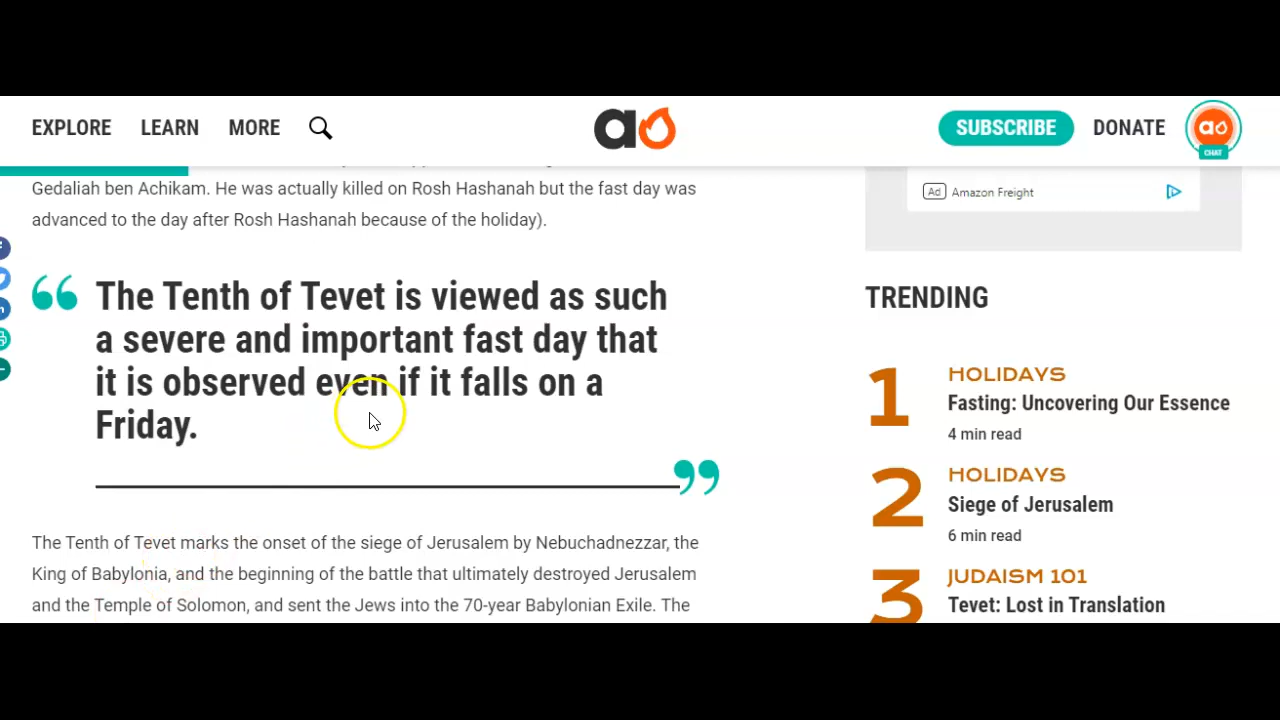 EXPLORE LEARN MORE
ao
SUBSCRIBE DONATE
ao
CHAT
Gedaliah ben Achikam. He was actually killed on Rosh Hashanah but the fast day was
advanced to the day after Rosh Hashanah because of the holiday).
“ The Tenth of Tevet is viewed as such
a severe and important fast day that
it is observed even if it falls on a
Friday.
”
The Tenth of Tevet marks the onset of the siege of Jerusalem by Nebuchadnezzar, the
King of Babylonia, and the beginning of the battle that ultimately destroyed Jerusalem
and the Temple of Solomon, and sent the Jews into the 70-year Babylonian Exile. The
Ad Amazon Freight
TRENDING
1 HOLIDAYS
Fasting: Uncovering Our Essence
4 min read
2 HOLIDAYS
Siege of Jerusalem
6 min read
3 JUDAISM 101
Tevet: Lost in Translation